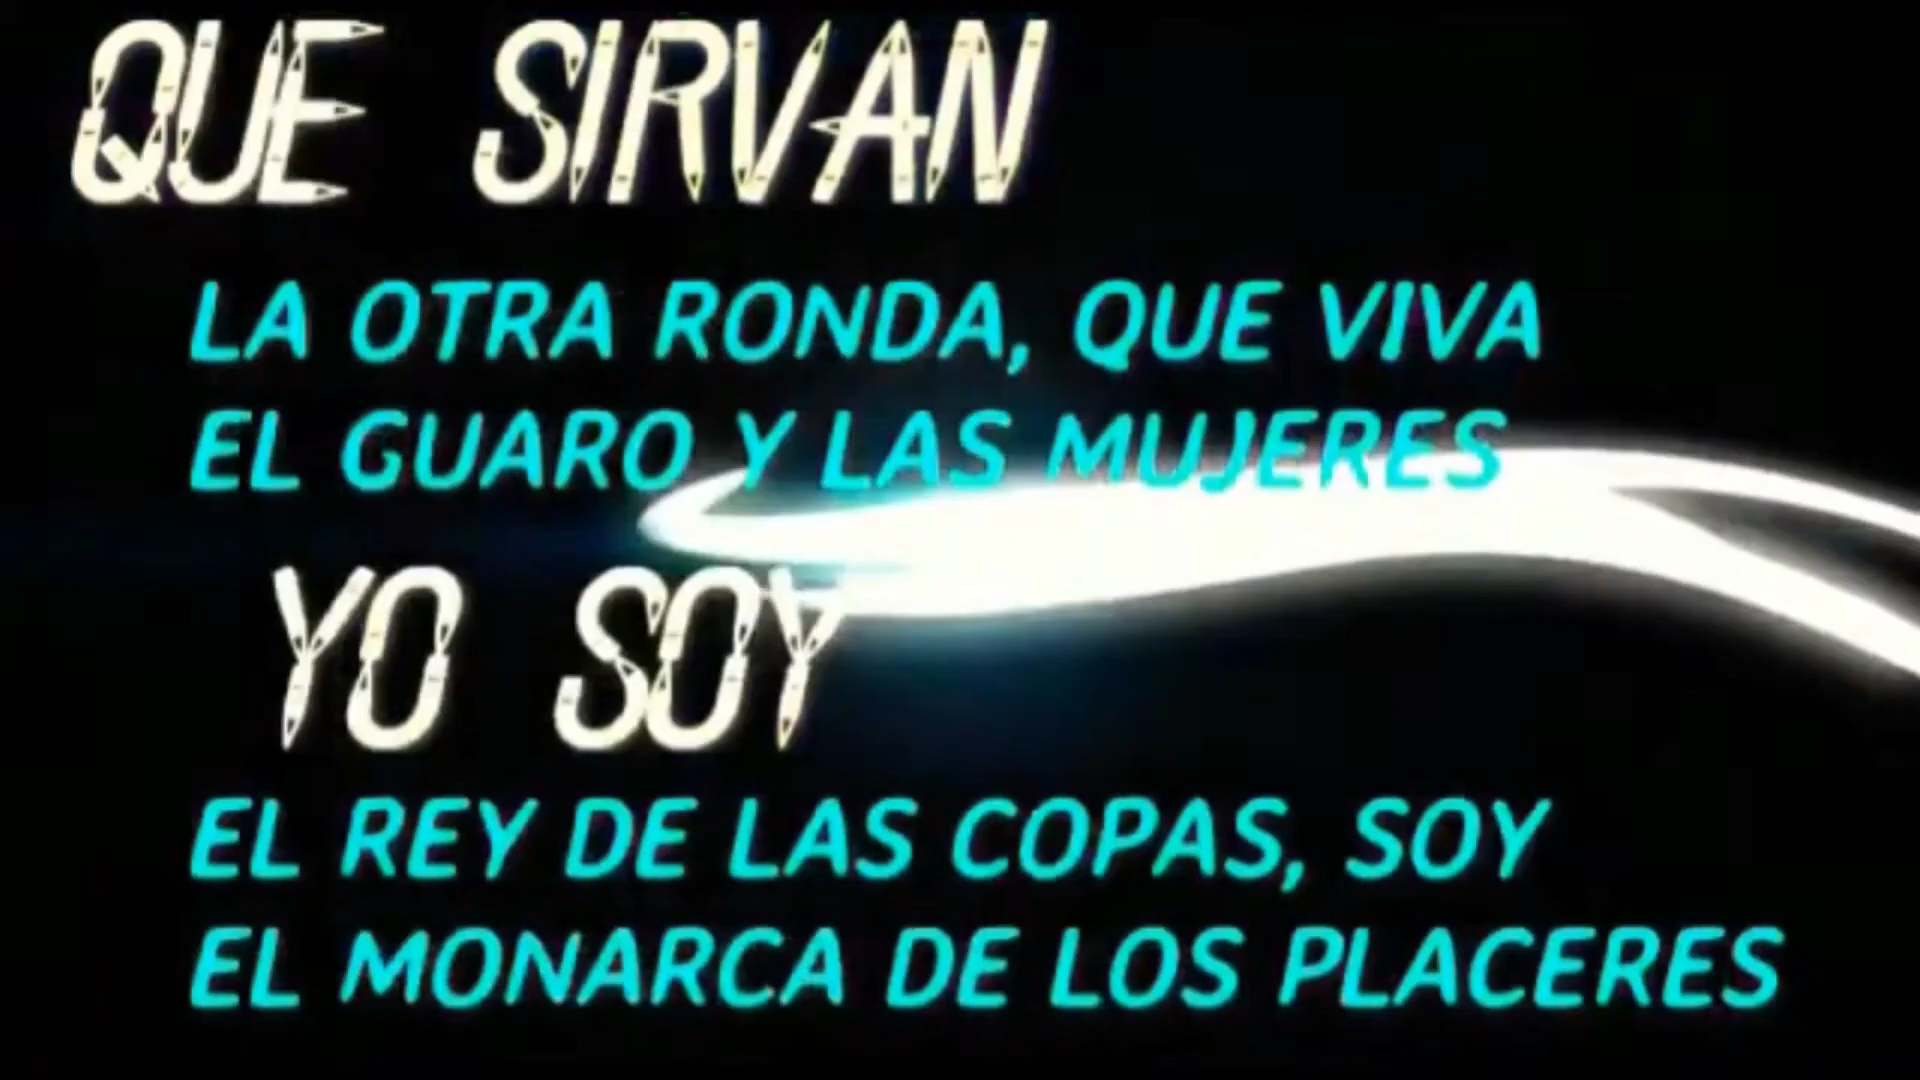 QUE SIRVAN
LA OTRA RONDA, QUE VIVA
EL GUARO Y LAS MUJERES
YO SOY
EL REY DE LAS COPAS, SOY
EL MONARCA DE LOS PLACERES